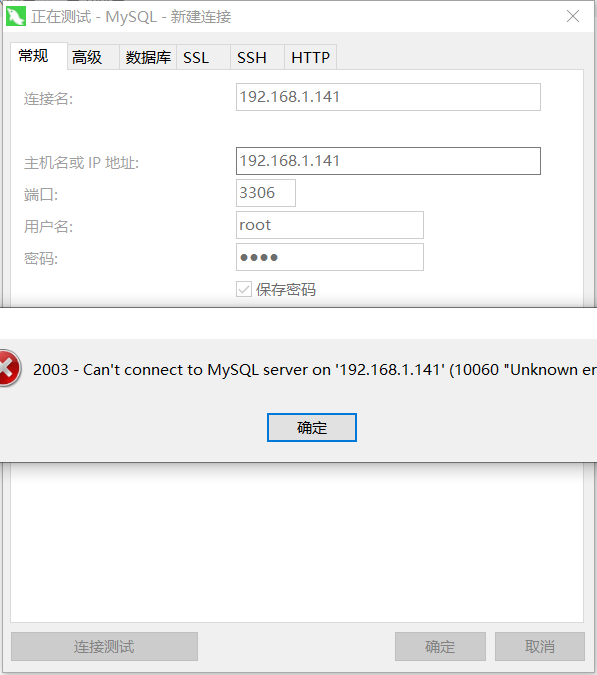 正在测试 - MySQL - 新建连接
常规 高级 数据库 SSL SSH HTTP
连接名: 192.168.1.141
主机名或 IP 地址: 192.168.1.141
端口: 3306
用户名: root
密码: ●●●●
保存密码
2003 - Can't connect to MySQL server on '192.168.1.141' (10060 "Unknown er
确定
连接测试 确定 取消